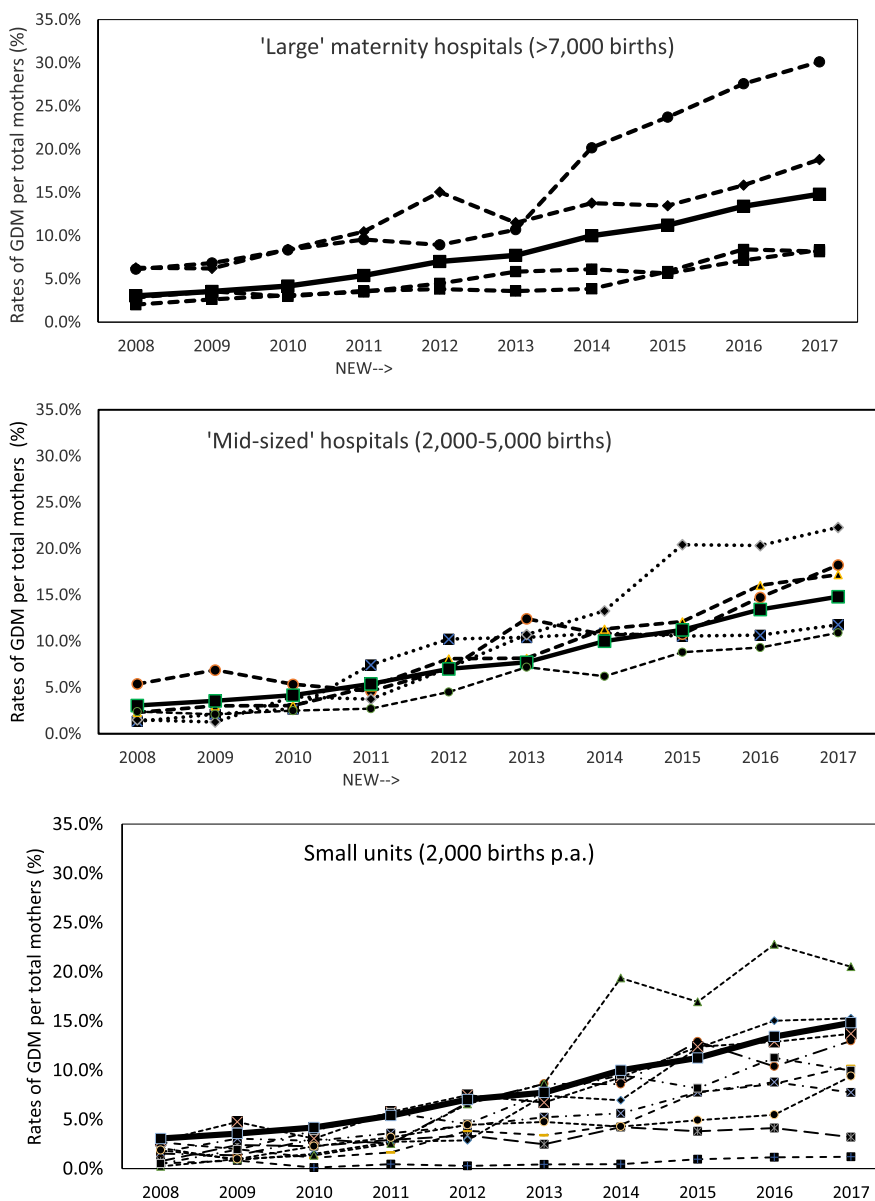 'Large' maternity hospitals (>7,000 births)
Rates of GDM per total mothers (%)
35.0%
30.0%
25.0%
20.0%
15.0%
10.0%
5.0%
0.0%
2008 2009 2010 2011 2012 2013 2014 2015 2016 2017
NEW-->
'Mid-sized' hospitals (2,000-5,000 births)
Rates of GDM per total mothers (%)
35.0%
30.0%
25.0%
20.0%
15.0%
10.0%
5.0%
0.0%
2008 2009 2010 2011 2012 2013 2014 2015 2016 2017
NEW-->
Small units (2,000 births p.a.)
Rates of GDM per total mothers (%)
35.0%
30.0%
25.0%
20.0%
15.0%
10.0%
5.0%
0.0%
2008 2009 2010 2011 2012 2013 2014 2015 2016 2017